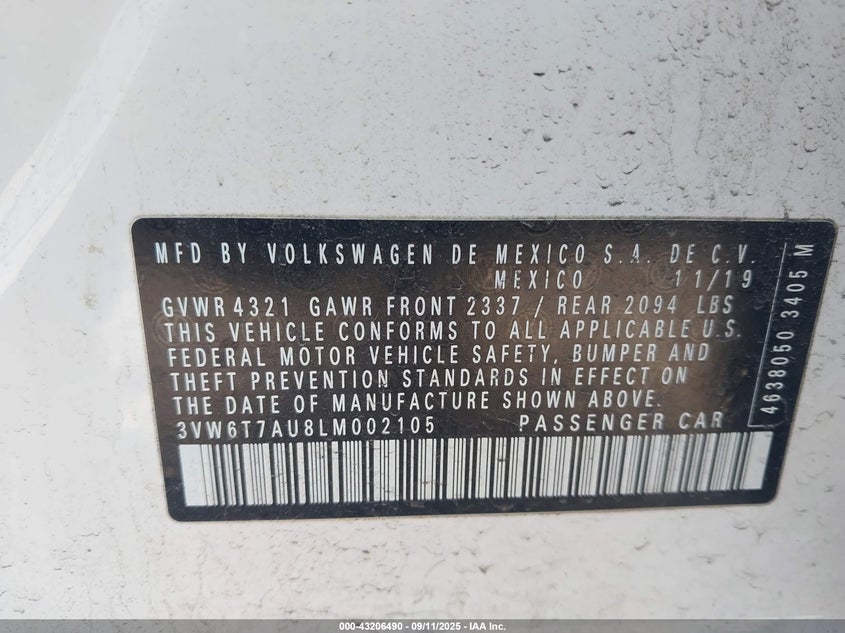 MFD BY VOLKSWAGEN DE MEXICO S.A. DE C.V.
MEXICO 11/19
GVWR 4321 GAWR FRONT 2337 / REAR 2094 LBS
THIS VEHICLE CONFORMS TO ALL APPLICABLE U.S.
FEDERAL MOTOR VEHICLE SAFETY, BUMPER AND
THEFT PREVENTION STANDARDS IN EFFECT ON
THE DATE OF MANUFACTURE SHOWN ABOVE.
3VW6T7AU8LM002105 PASSENGER CAR
4638050 3405 M
000-43206490 - 09/11/2025 - IAA Inc.